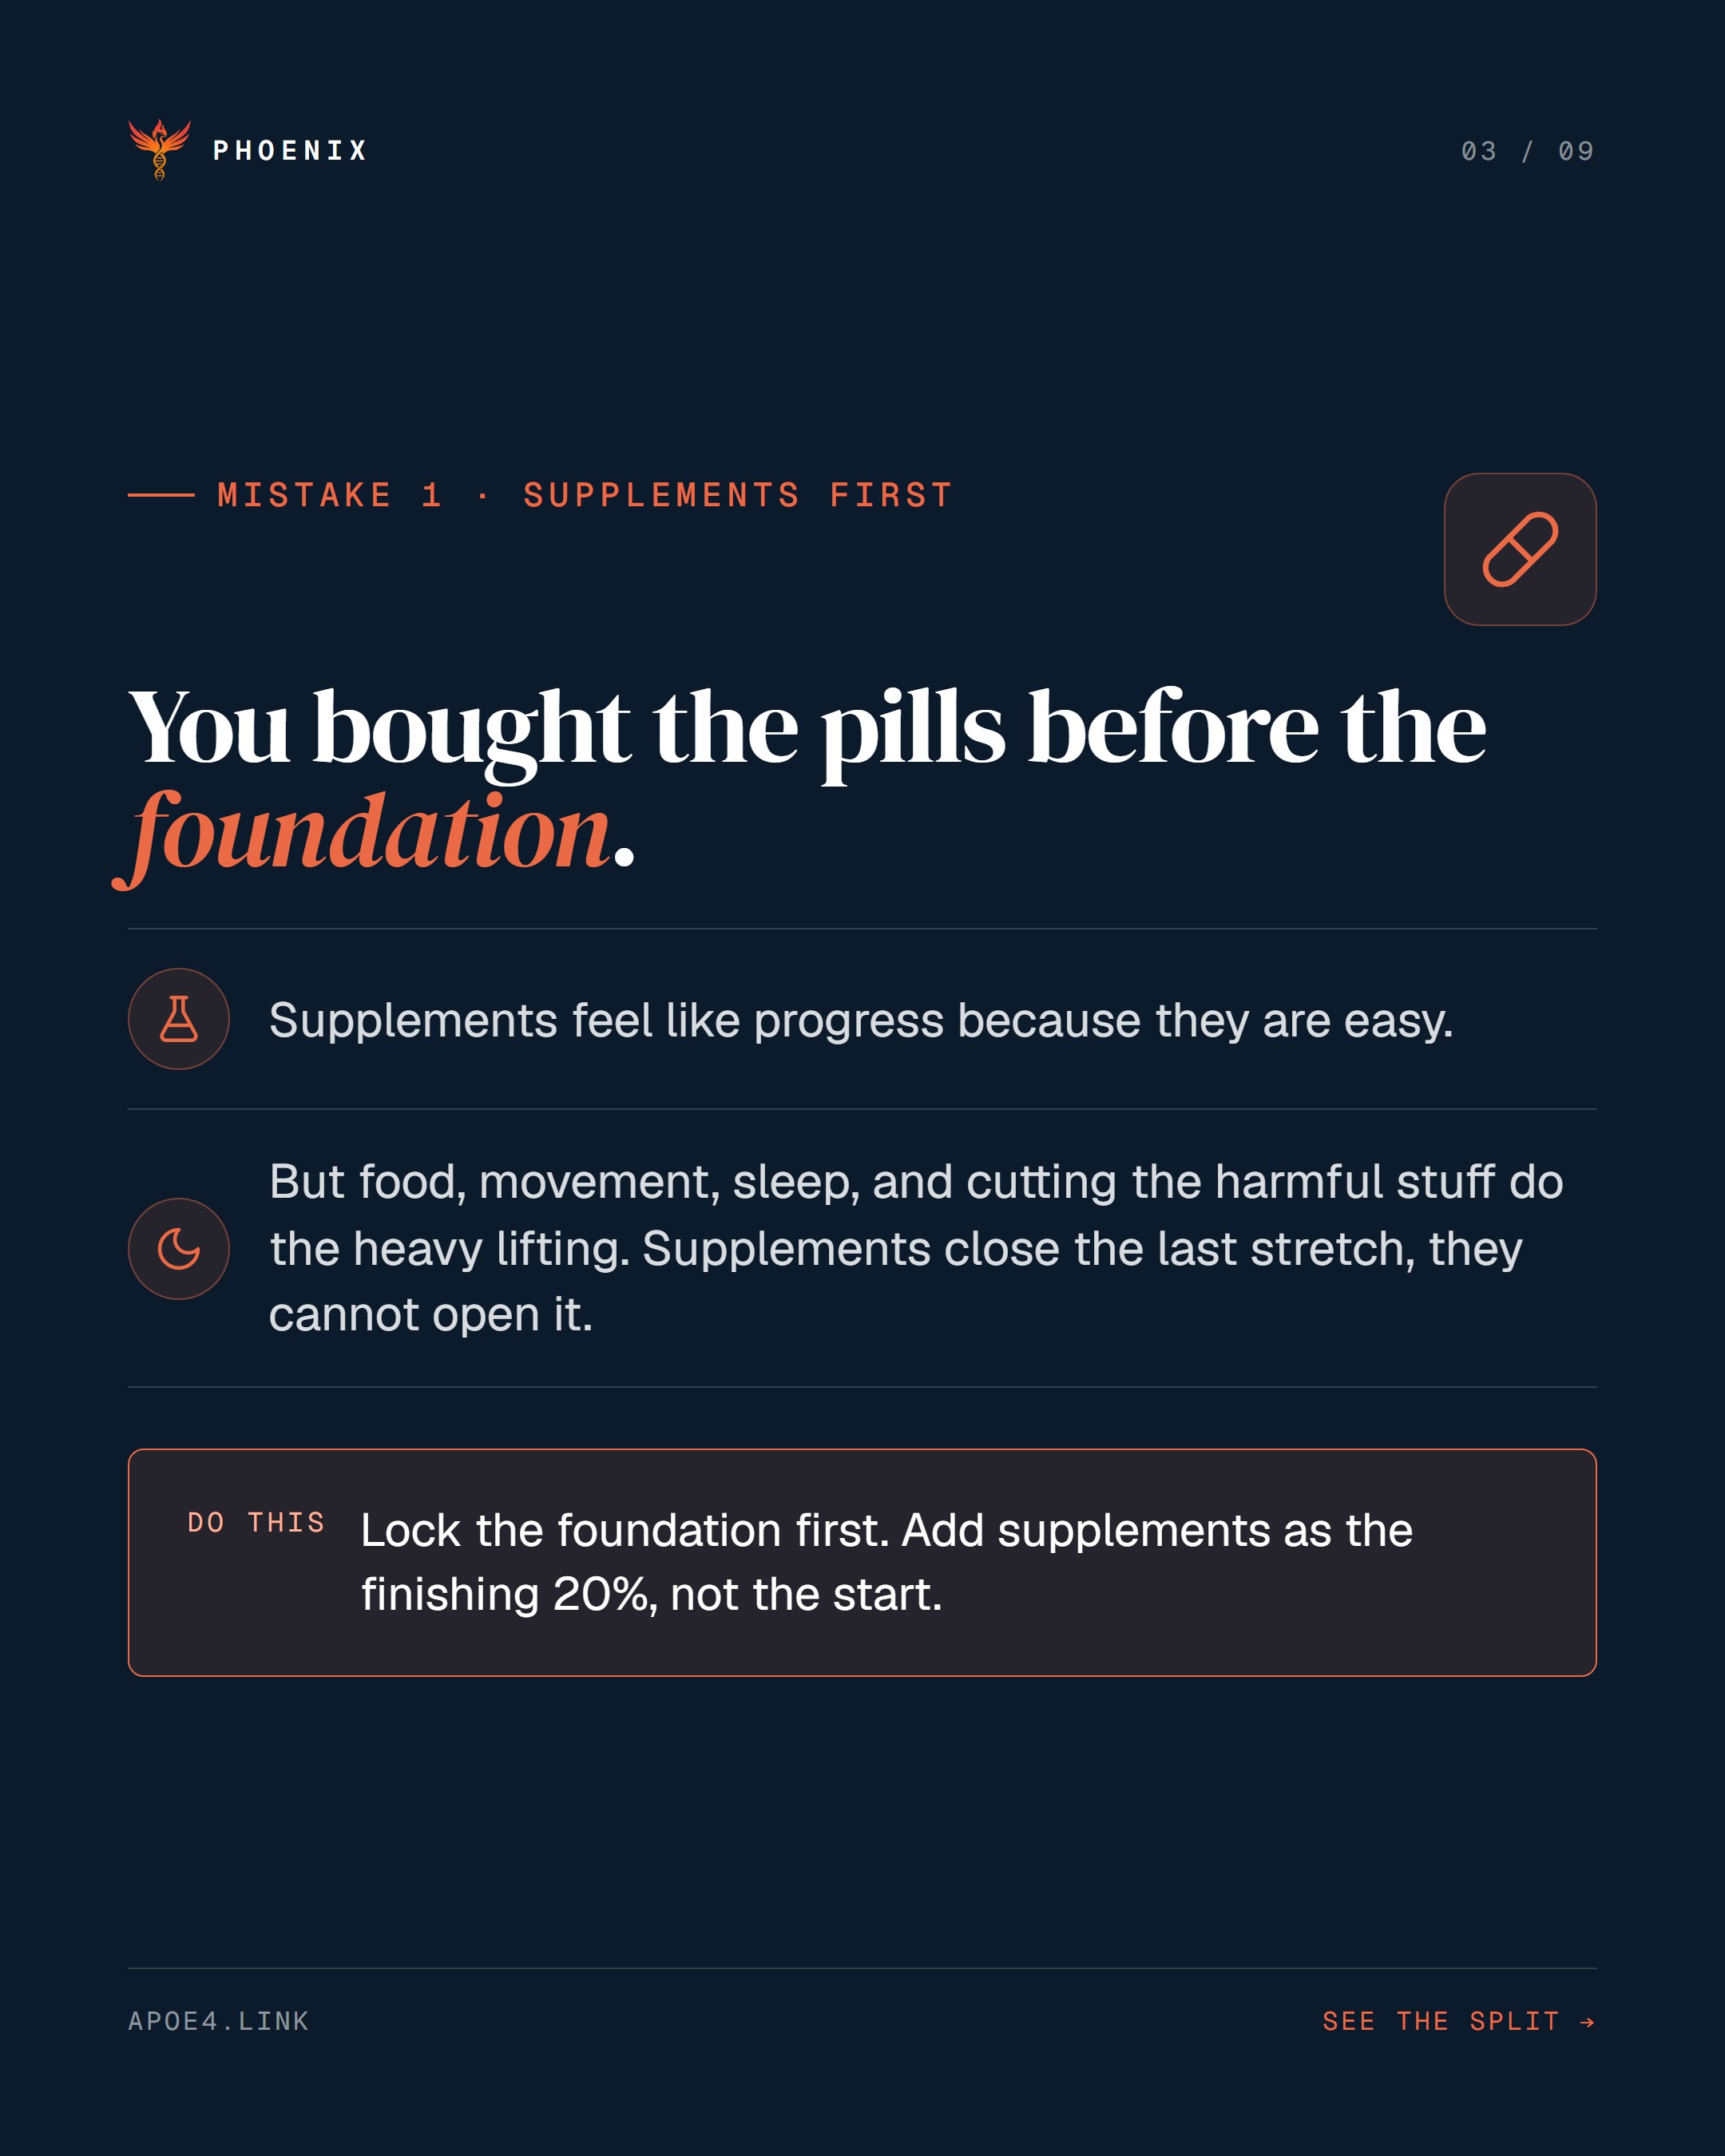 PHOENIX
03 / 09
MISTAKE 1 · SUPPLEMENTS FIRST
You bought the pills before the
foundation.
Supplements feel like progress because they are easy.
But food, movement, sleep, and cutting the harmful stuff do
the heavy lifting. Supplements close the last stretch, they
cannot open it.
DO THIS
Lock the foundation first. Add supplements as the
finishing 20%, not the start.
APOE4.LINK
SEE THE SPLIT →